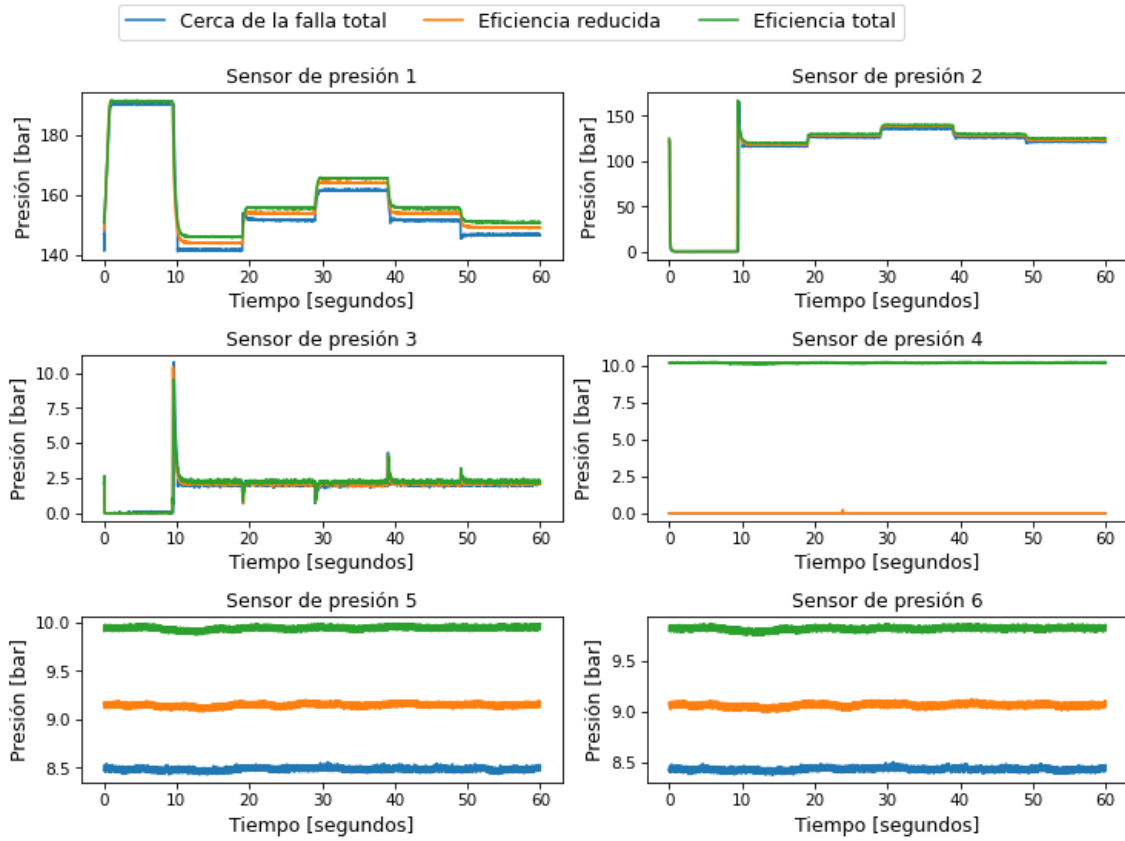 Cerca de la falla total Eficiencia reducida Eficiencia total
Sensor de presión 1
Presión [bar]
180
160
140
0 10 20 30 40 50 60
Tiempo [segundos]
Sensor de presión 2
Presión [bar]
150
100
50
0
0 10 20 30 40 50 60
Tiempo [segundos]
Sensor de presión 3
Presión [bar]
10.0
7.5
5.0
2.5
0.0
0 10 20 30 40 50 60
Tiempo [segundos]
Sensor de presión 4
Presión [bar]
10.0
7.5
5.0
2.5
0.0
0 10 20 30 40 50 60
Tiempo [segundos]
Sensor de presión 5
Presión [bar]
10.0
9.5
9.0
8.5
0 10 20 30 40 50 60
Tiempo [segundos]
Sensor de presión 6
Presión [bar]
9.5
9.0
8.5
0 10 20 30 40 50 60
Tiempo [segundos]